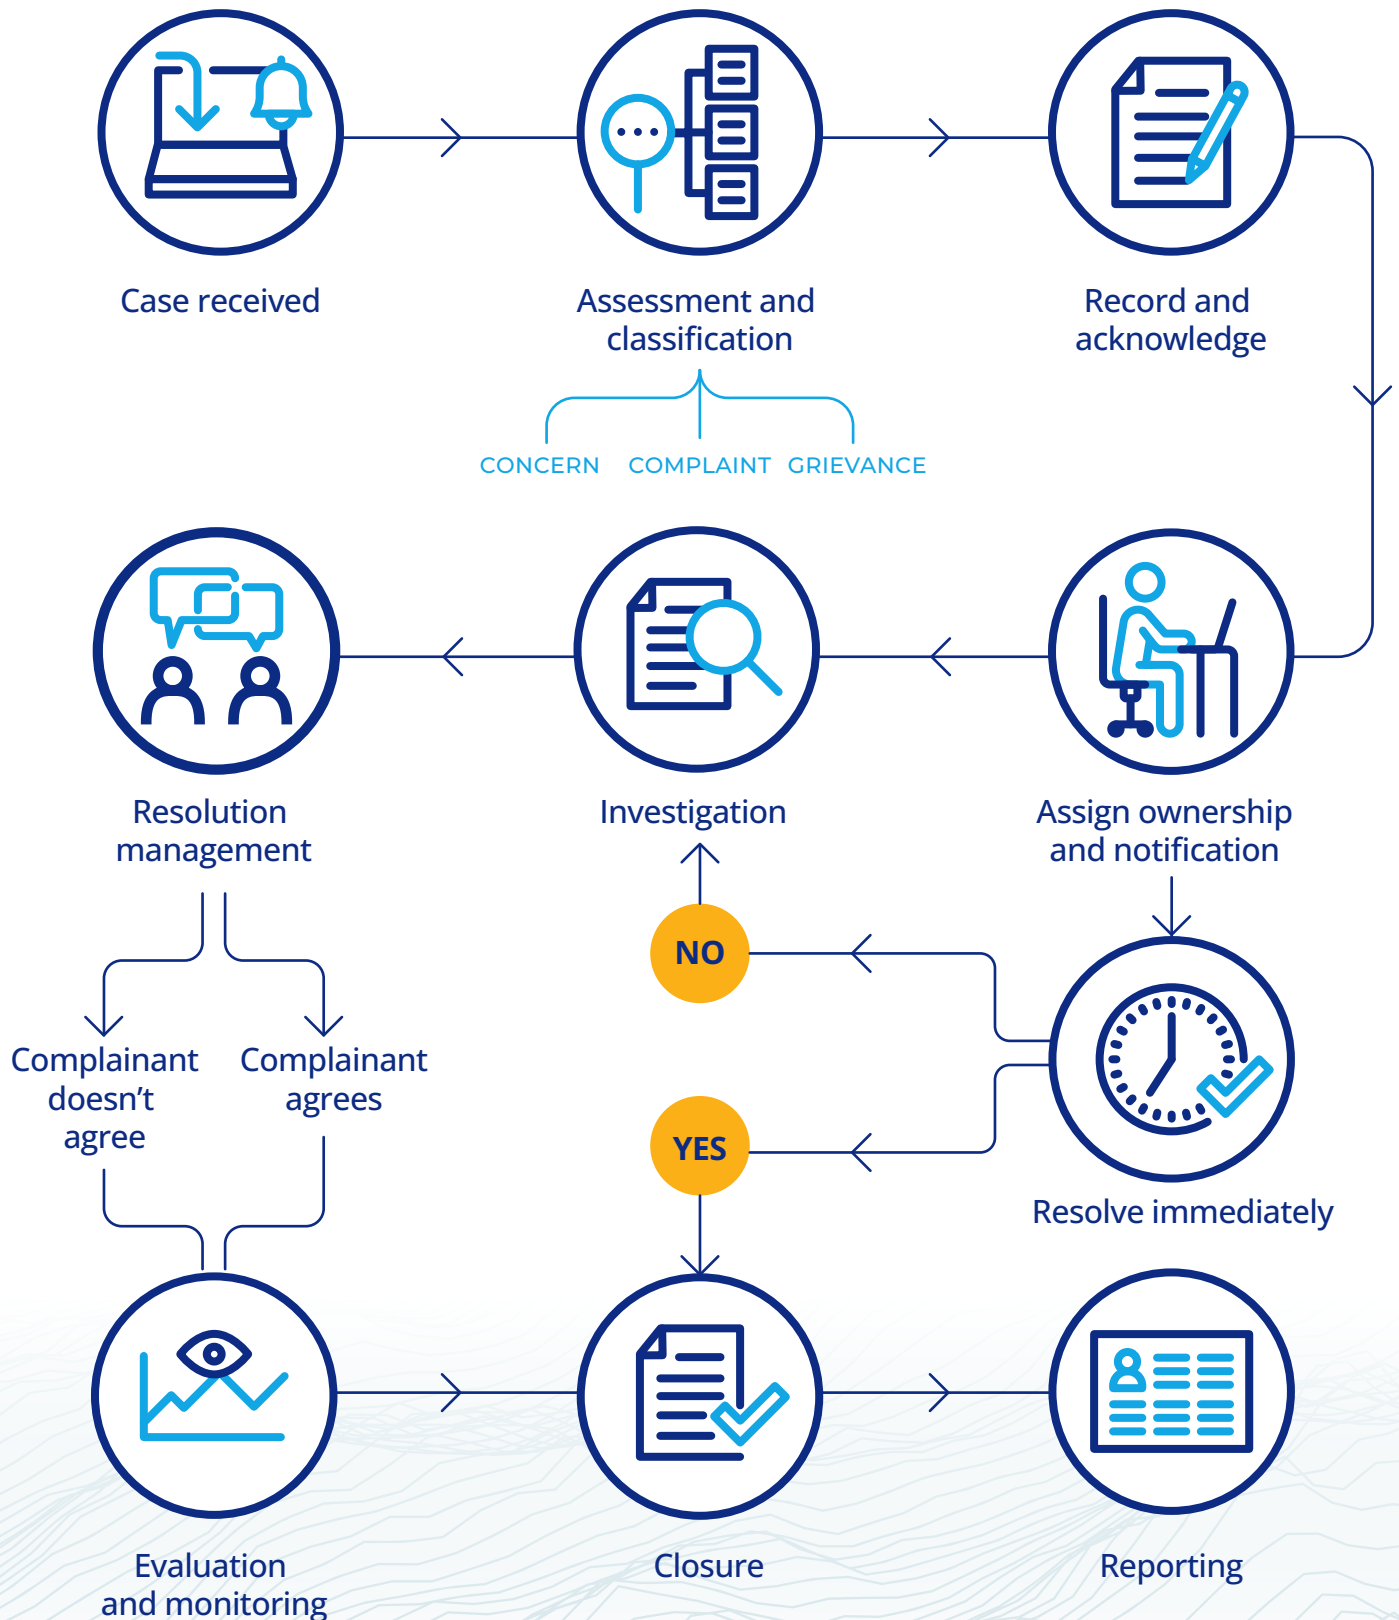 Case received
Assessment and
classification
Record and
acknowledge
CONCERN
COMPLAINT
GRIEVANCE
Resolution
management
Investigation
Assign ownership
and notification
NO
Complainant
doesn't
agree
Complainant
agrees
YES
Resolve immediately
Evaluation
and monitoring
Closure
Reporting